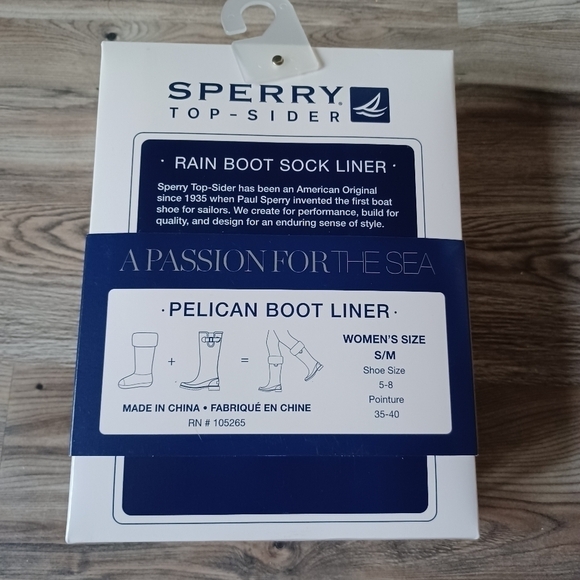 SPERRY
TOP-SIDER
· RAIN BOOT SOCK LINER ·
Sperry Top-Sider has been an American Original
since 1935 when Paul Sperry invented the first boat
shoe for sailors. We create for performance, build for
quality, and design for an enduring sense of style.
A PASSION FOR THE SEA
· PELICAN BOOT LINER ·
+ =
MADE IN CHINA • FABRIQUÉ EN CHINE
RN # 105265
WOMEN'S SIZE
S/M
Shoe Size
5-8
Pointure
35-40